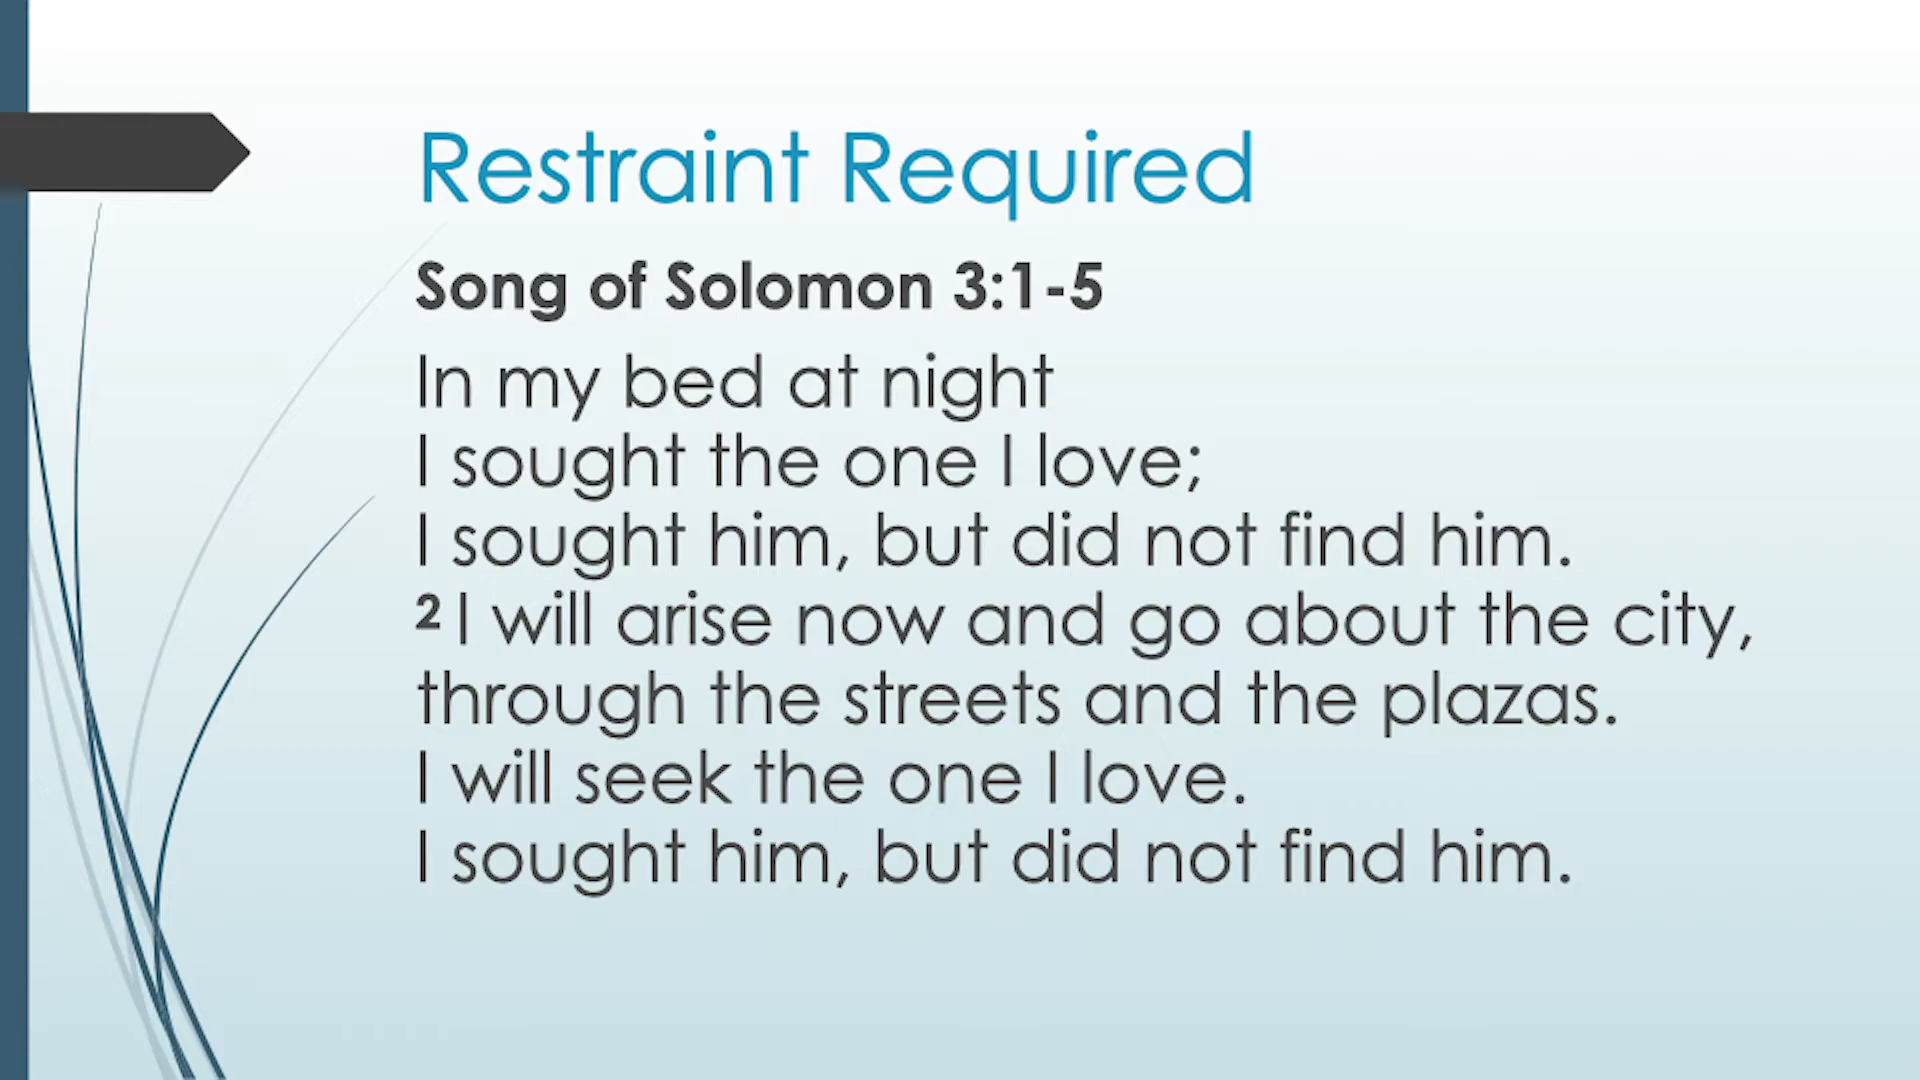 Restraint Required
Song of Solomon 3:1-5
In my bed at night
I sought the one I love;
I sought him, but did not find him.
2 I will arise now and go about the city,
through the streets and the plazas.
I will seek the one I love.
I sought him, but did not find him.